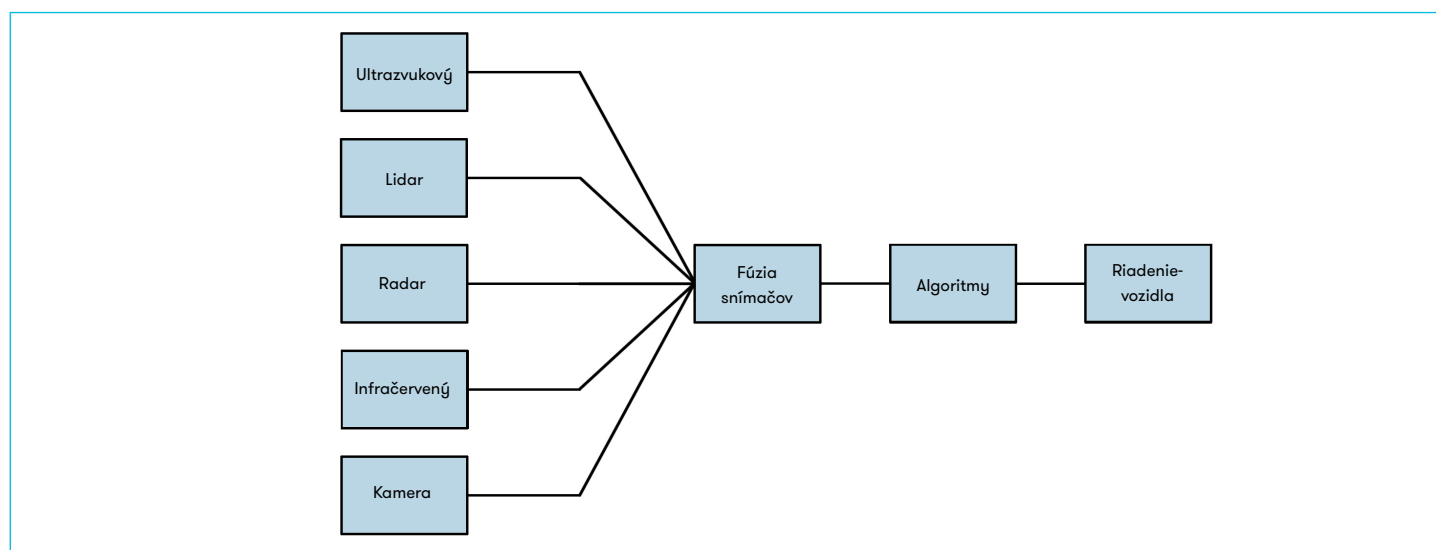 Ultrazvukový
Lidar
Radar
Infračervený
Kamera
Fúzia
snímačov
Algoritmy
Riadenie-
vozidla